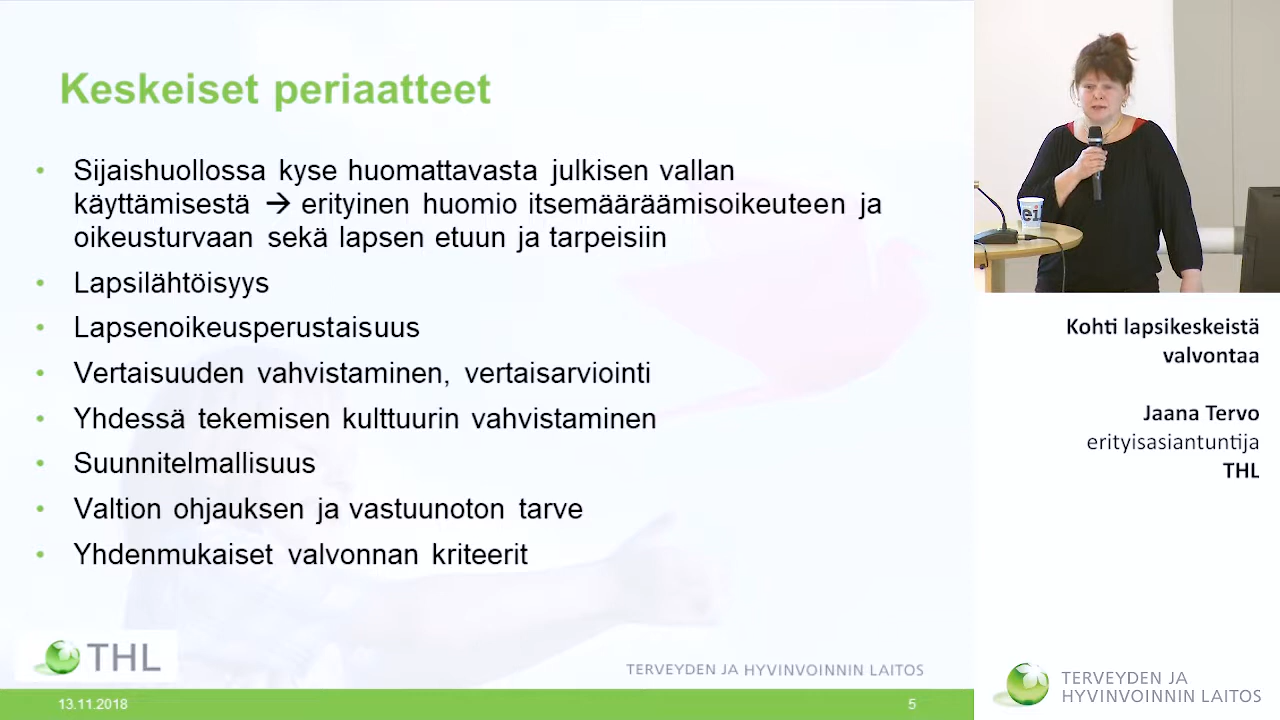 Keskeiset periaatteet
• Sijaishuollossa kyse huomattavasta julkisen vallan
käyttämisestä → erityinen huomio itsemääräämisoikeuteen ja
oikeusturvaan sekä lapsen etuun ja tarpeisiin
• Lapsilähtöisyys
• Lapsenoikeusperustaisuus
• Vertaisuuden vahvistaminen, vertaisarviointi
• Yhdessä tekemisen kulttuurin vahvistaminen
• Suunnitelmallisuus
• Valtion ohjauksen ja vastuunoton tarve
• Yhdenmukaiset valvonnan kriteerit
THL
TERVEYDEN JA HYVINVOINNIN LAITOS
13.11.2018
5
ei
Kohti lapsikeskeistä
valvontaa
Jaana Tervo
erityisasiantuntija
THL
TERVEYDEN JA
HYVINVOINNIN LAITOS